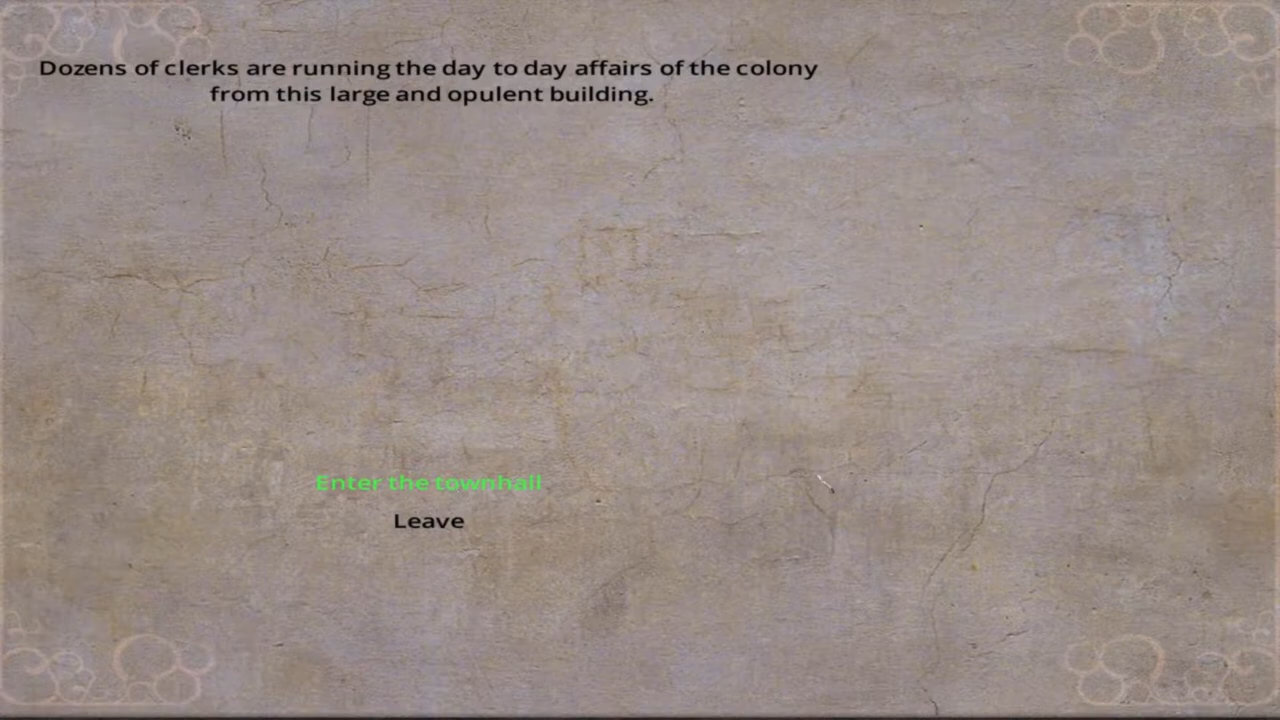 Dozens of clerks are running the day to day affairs of the colony
from this large and opulent building.
Enter the townhall
Leave